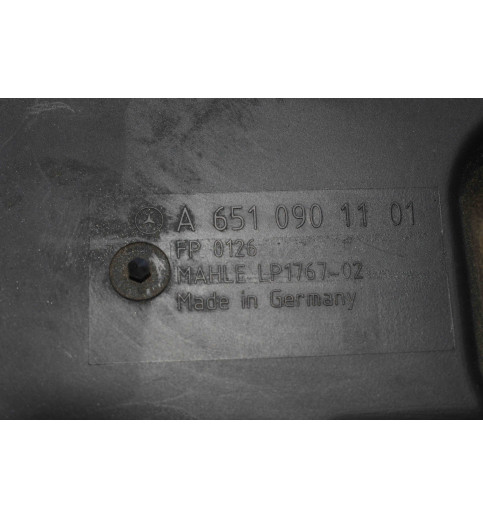 A 651 090 11 01
FP 0126
MAHLE LP1767-02
Made in Germany